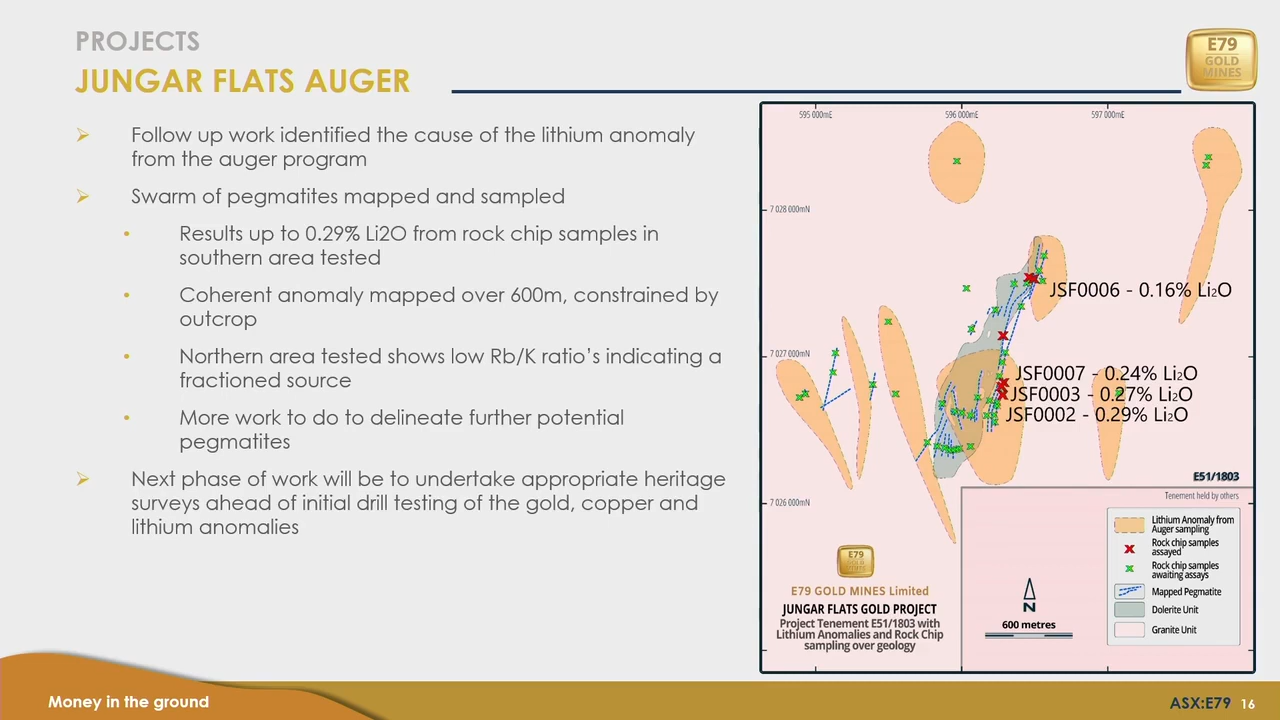 PROJECTS
JUNGAR FLATS AUGER
E79
GOLD
MINES
➢ Follow up work identified the cause of the lithium anomaly
from the auger program
➢ Swarm of pegmatites mapped and sampled
• Results up to 0.29% Li2O from rock chip samples in
southern area tested
• Coherent anomaly mapped over 600m, constrained by
outcrop
• Northern area tested shows low Rb/K ratio’s indicating a
fractioned source
• More work to do to delineate further potential
pegmatites
➢ Next phase of work will be to undertake appropriate heritage
surveys ahead of initial drill testing of the gold, copper and
lithium anomalies
595 000mE
596 000mE
597 000mE
7 028 000mN
7 027 000mN
7 026 000mN
JSF0006 - 0.16% Li₂O
JSF0007 - 0.24% Li₂O
JSF0003 - 0.27% Li₂O
JSF0002 - 0.29% Li₂O
E51/1803
Tenement held by others
Lithium Anomaly from
Auger sampling
Rock chip samples
assayed
Rock chip samples
awaiting assays
Mapped Pegmatite
Dolerite Unit
Granite Unit
N
600 metres
E79
GOLD
MINES
E79 GOLD MINES Limited
JUNGAR FLATS GOLD PROJECT
Project Tenement E51/1803 with
Lithium Anomalies and Rock Chip
sampling over geology
Money in the ground
ASX:E79 16